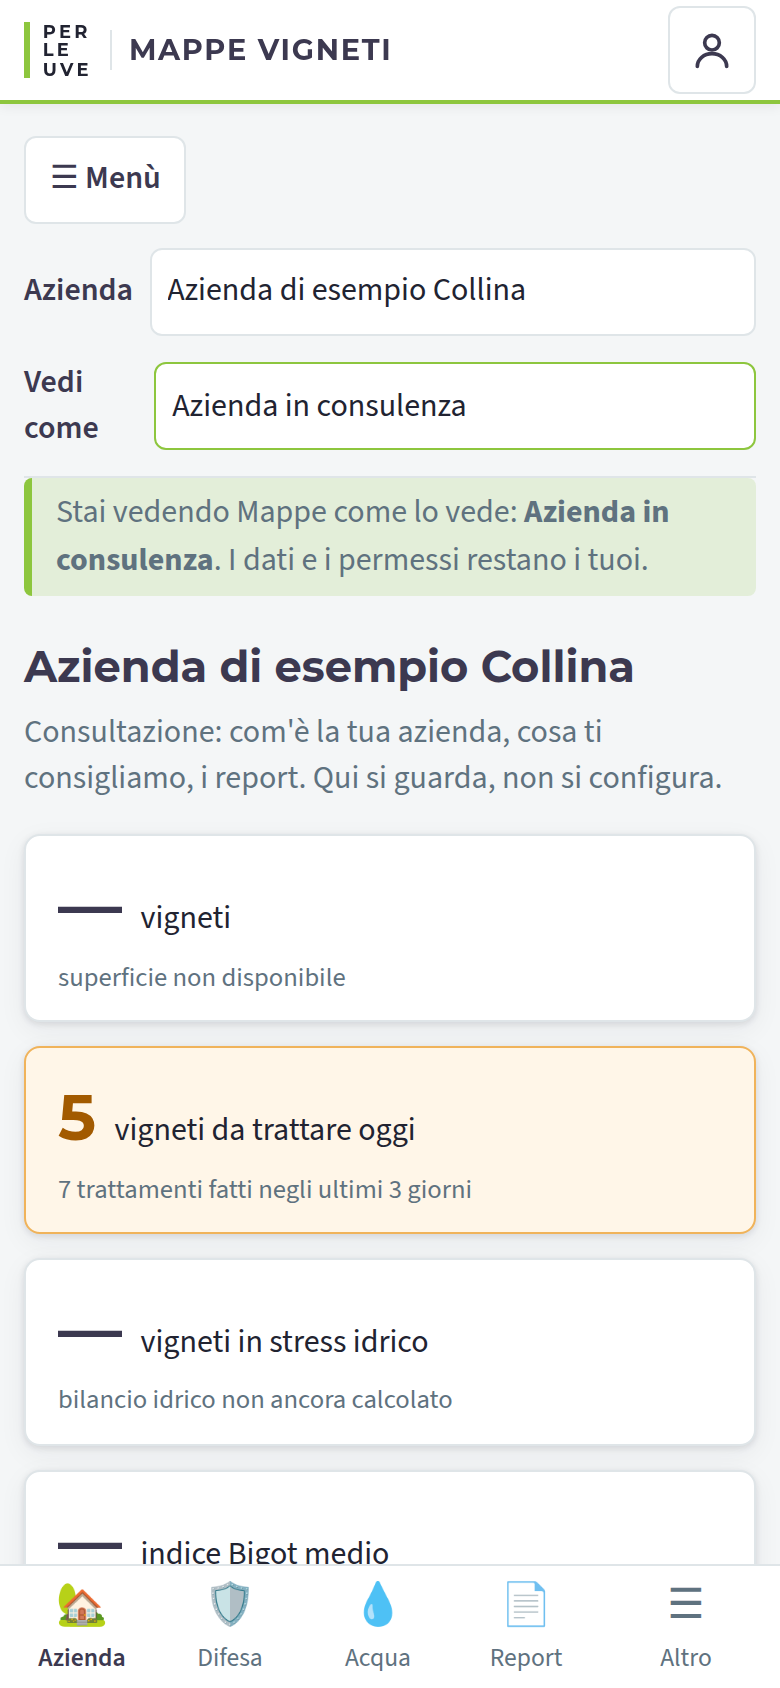 PER
LE
UVE
MAPPE VIGNETI
☰ Menù
Azienda
Azienda di esempio Collina
Vedi
come
Azienda in consulenza
Stai vedendo Mappe come lo vede: Azienda in
consulenza. I dati e i permessi restano i tuoi.
Azienda di esempio Collina
Consultazione: com'è la tua azienda, cosa ti
consigliamo, i report. Qui si guarda, non si configura.
— vigneti
superficie non disponibile
5 vigneti da trattare oggi
7 trattamenti fatti negli ultimi 3 giorni
— vigneti in stress idrico
bilancio idrico non ancora calcolato
— indice Bigot medio
Azienda
Difesa
Acqua
Report
Altro